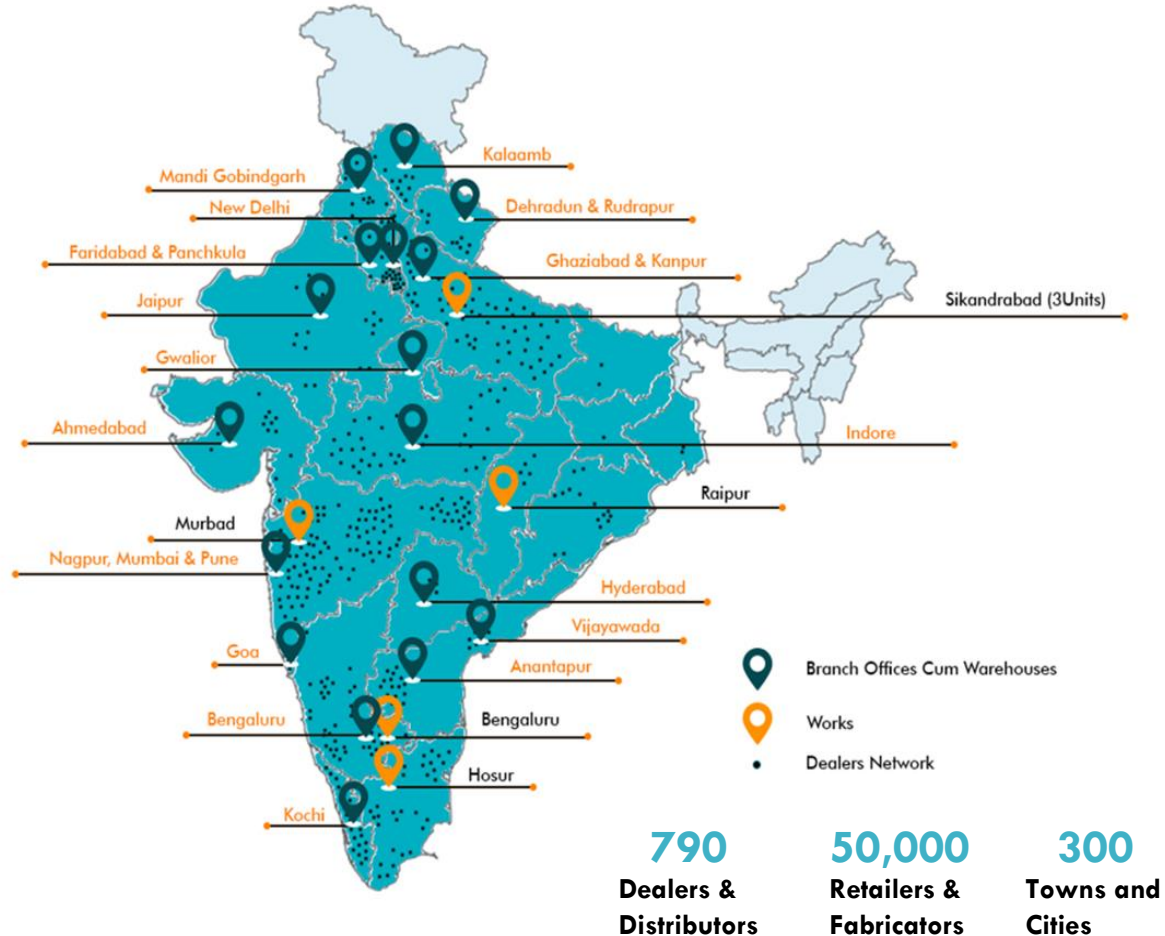 Kalaamb
Mandi Gobindgarh
New Delhi
Dehradun & Rudrapur
Faridabad & Panchkula
Ghaziabad & Kanpur
Jaipur
Sikandrabad (3Units)
Gwalior
Ahmedabad
Indore
Raipur
Murbad
Nagpur, Mumbai & Pune
Hyderabad
Vijayawada
Goa
Anantapur
Bengaluru
Bengaluru
Hosur
Kochi
Branch Offices Cum Warehouses
Works
Dealers Network
790
Dealers &
Distributors
50,000
Retailers &
Fabricators
300
Towns and
Cities